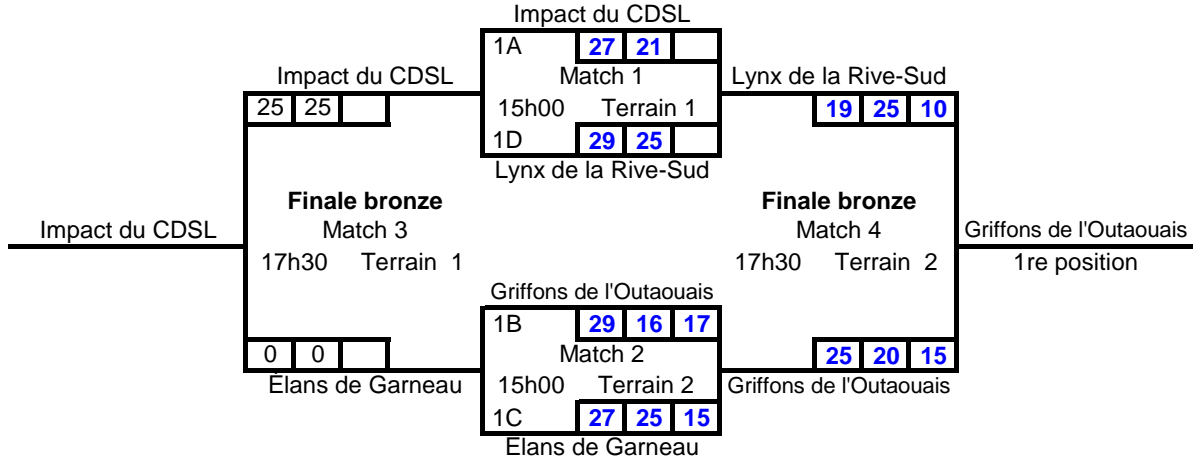 Impact du CDSL
1A 27 21
Impact du CDSL Match 1 Lynx de la Rive-Sud
25 25 15h00 Terrain 1 19 25 10
1D 29 25
Lynx de la Rive-Sud
Finale bronze Finale bronze
Impact du CDSL Match 3 Match 4 Griffons de l'Outaouais
17h30 Terrain 1 17h30 Terrain 2 1re position
Griffons de l'Outaouais
1B 29 16 17
0 0 Match 2 25 20 15
Élans de Garneau 15h00 Terrain 2 Griffons de l'Outaouais
1C 27 25 15
Élans de Garneau